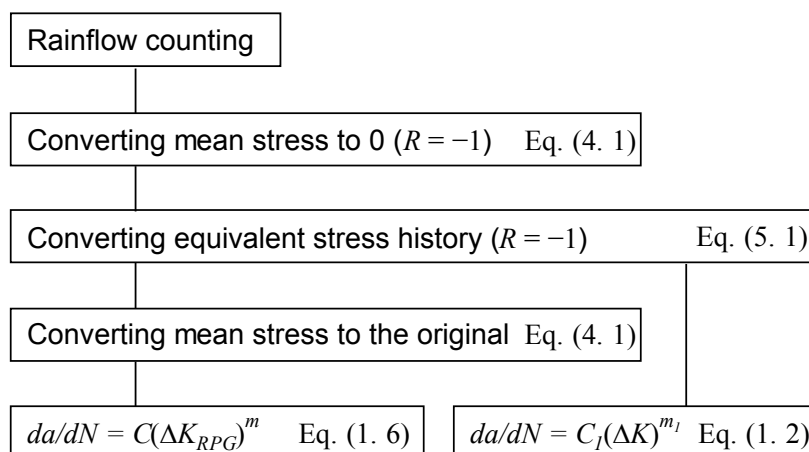 Rainflow counting
Converting mean stress to 0 (R = −1) Eq. (4. 1)
Converting equivalent stress history (R = −1) Eq. (5. 1)
Converting mean stress to the original Eq. (4. 1)
da/dN = C(ΔK_{RPG})^m Eq. (1. 6)
da/dN = C_I(ΔK)^{m_I} Eq. (1. 2)